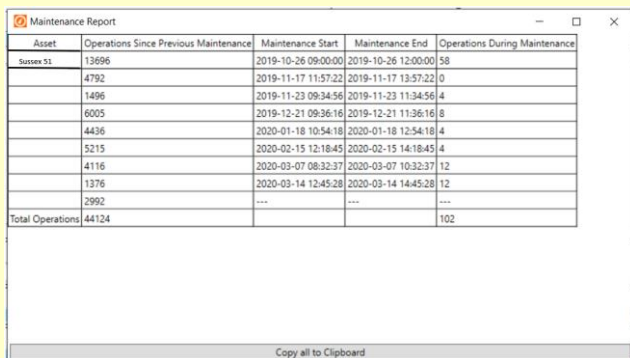 Maintenance Report
Asset Operations Since Previous Maintenance Maintenance Start Maintenance End Operations During Maintenance
Sussex 51 13696 2019-10-26 09:00:00 2019-10-26 12:00:00 58
4792 2019-11-17 11:57:22 2019-11-17 13:57:22 0
1496 2019-11-23 09:34:56 2019-11-23 11:34:56 4
6005 2019-12-21 09:36:16 2019-12-21 11:36:16 8
4436 2020-01-18 10:54:18 2020-01-18 12:54:18 4
5215 2020-02-15 12:18:45 2020-02-15 14:18:45 4
4116 2020-03-07 08:32:37 2020-03-07 10:32:37 12
1376 2020-03-14 12:45:28 2020-03-14 14:45:28 12
2992 --- --- ---
Total Operations 44124 102
Copy all to Clipboard